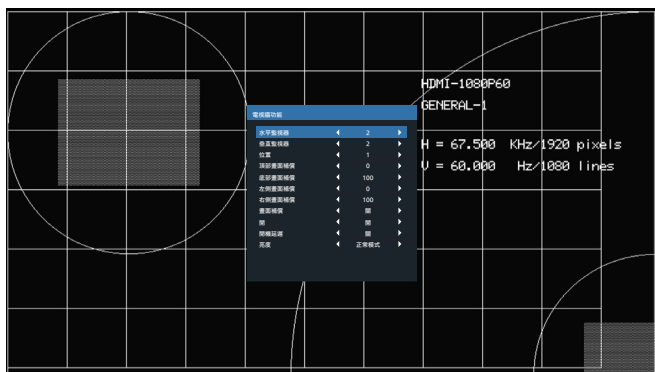 HDMI-1080P60
GENERAL-1
H = 67.500 KHz/1920 pixels
V = 60.000 Hz/1080 lines
電視牆功能
水平監視器 2
垂直監視器 2
位置 1
頂部畫面補償 0
底部畫面補償 100
左側畫面補償 0
右側畫面補償 100
畫面補償 關
開 開
開機延遲 關
亮度 正常模式